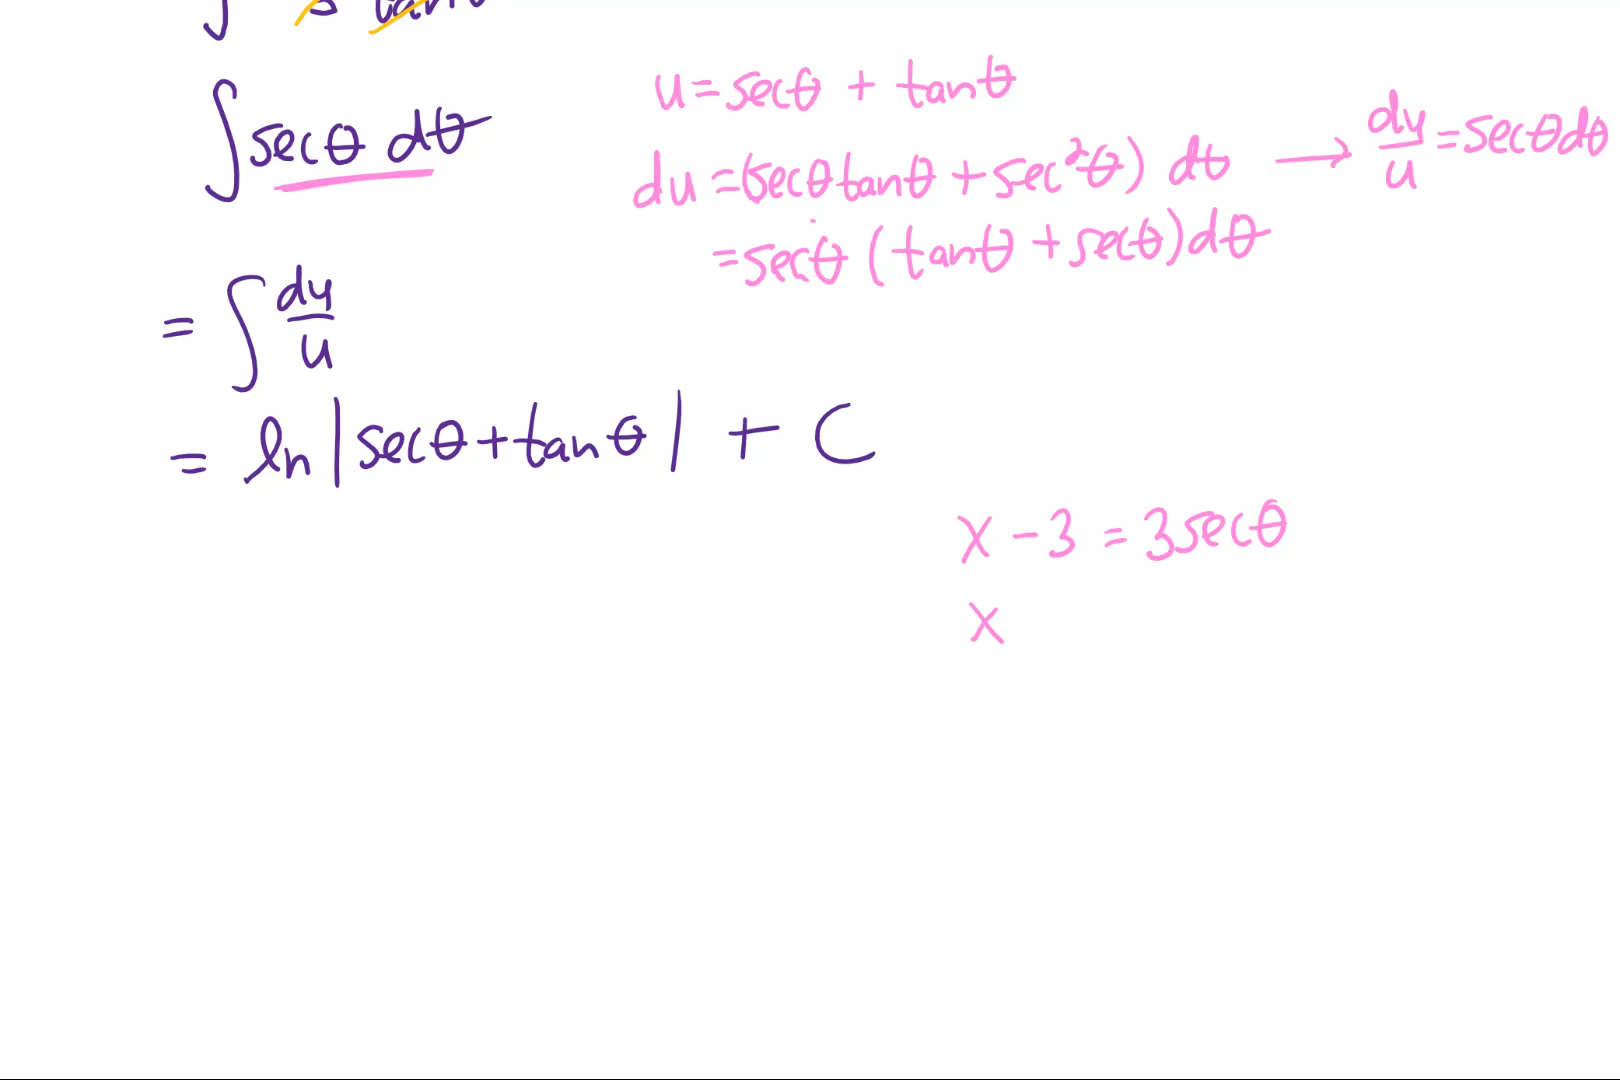 ∫ secθ dθ
u = secθ + tanθ
du = (secθtanθ + sec²θ) dθ → du/u = secθdθ
= secθ (tanθ + secθ)dθ
= ∫ du/u
= ln |secθ + tanθ| + C
x - 3 = 3secθ
x